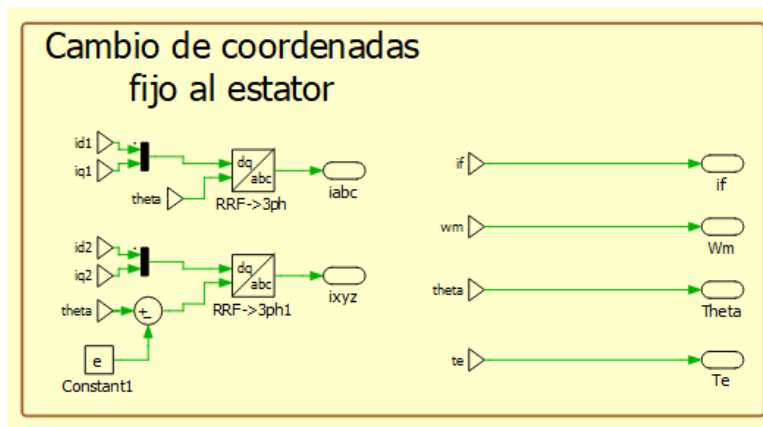 Cambio de coordenadas
fijo al estator
id1
iq1
dq
abc
theta
RRF->3ph
iabc
id2
iq2
dq
abc
theta
+
-
RRF->3ph1
ixyz
e
Constant1
if
if
wm
Wm
theta
Theta
te
Te